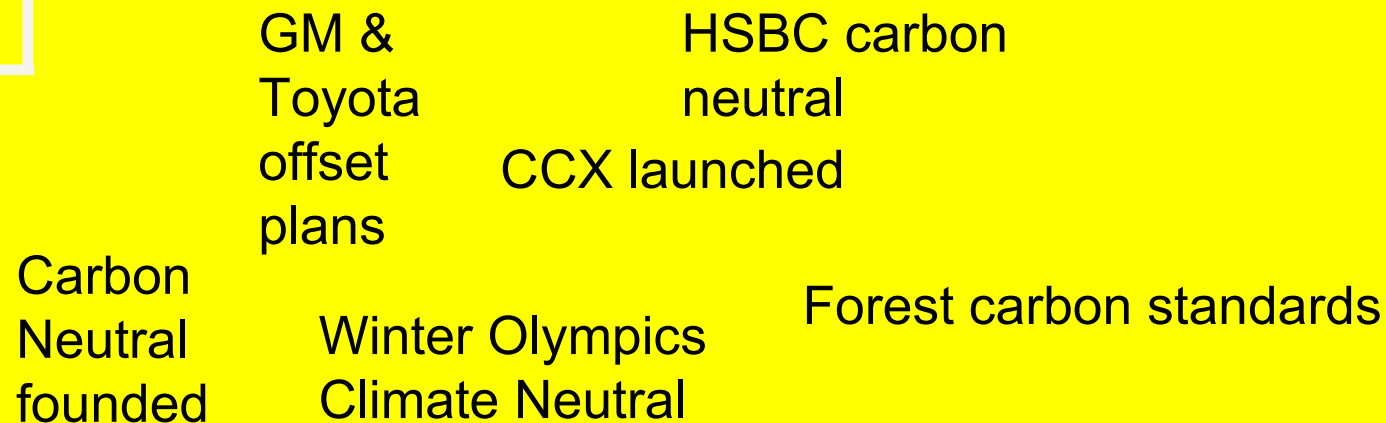 GM &
Toyota
offset
plans
HSBC carbon
neutral
CCX launched
Carbon
Neutral
founded
Winter Olympics
Climate Neutral
Forest carbon standards